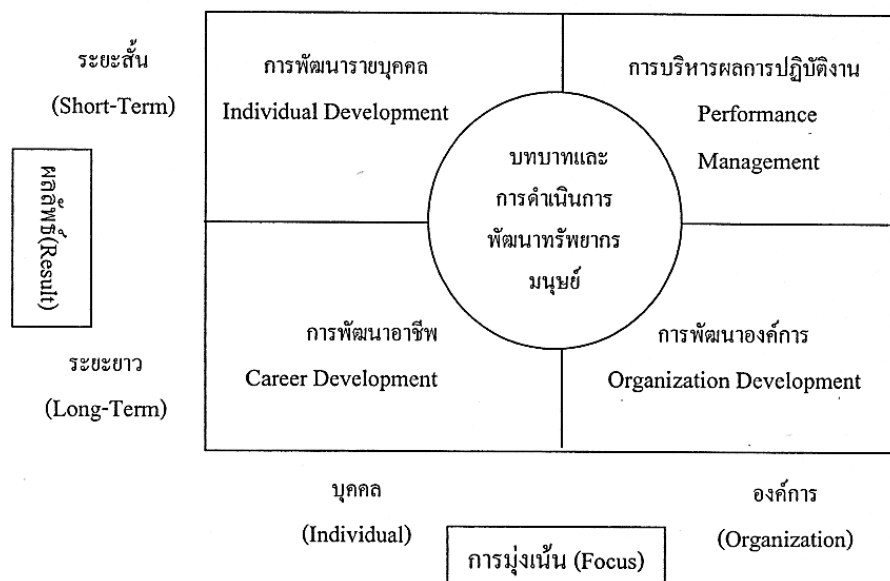 ระยะสั้น
(Short-Term)
การพัฒนารายบุคคล
Individual Development
การบริหารผลการปฏิบัติงาน
Performance
Management
บทบาทและ
การดำเนินการ
พัฒนาทรัพยากร
มนุษย์
ผลลัพธ์(Result)
ระยะยาว
(Long-Term)
การพัฒนาอาชีพ
Career Development
การพัฒนาองค์การ
Organization Development
บุคคล
(Individual)
องค์การ
(Organization)
การมุ่งเน้น (Focus)